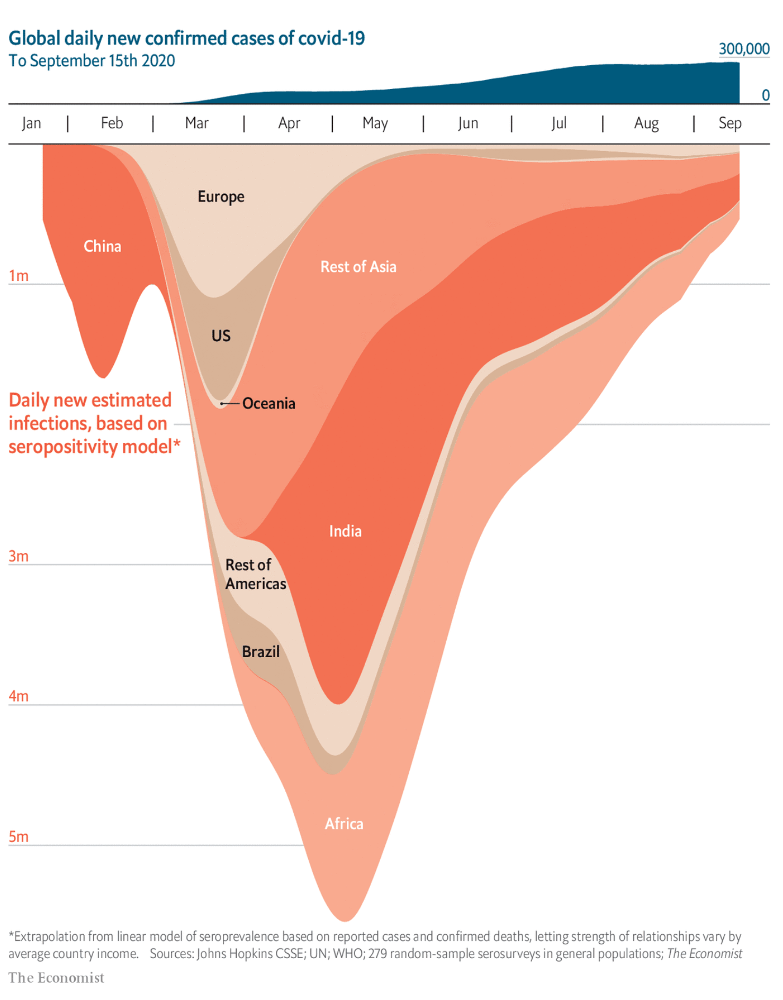 Global daily new confirmed cases of covid-19
To September 15th 2020
300,000
0
Jan | Feb | Mar | Apr | May | Jun | Jul | Aug | Sep
Europe
China
Rest of Asia
1m
US
Daily new estimated
infections, based on
seropositivity model*
Oceania
India
3m
Rest of
Americas
Brazil
4m
Africa
5m
*Extrapolation from linear model of seroprevalence based on reported cases and confirmed deaths, letting strength of relationships vary by
average country income. Sources: Johns Hopkins CSSE; UN; WHO; 279 random-sample serosurveys in general populations; The Economist
The Economist